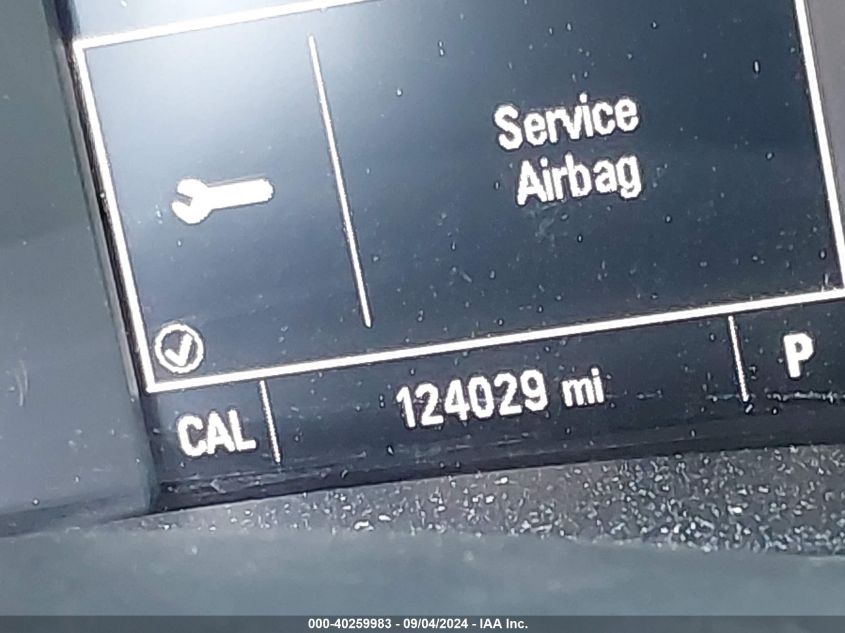 Service
Airbag
CAL 124029 mi P
000-40259983 - 09/04/2024 - IAA Inc.